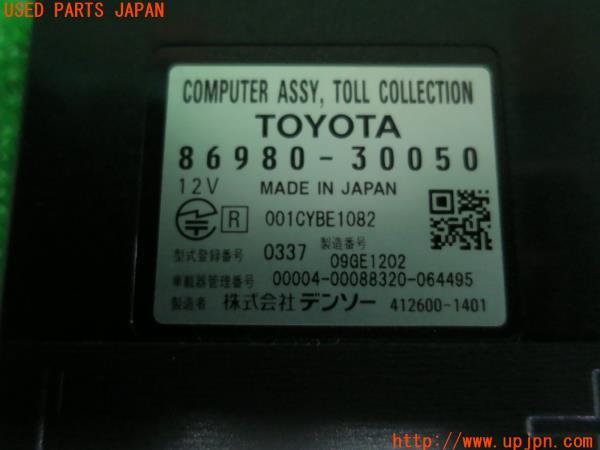 USED PARTS JAPAN
COMPUTER ASSY, TOLL COLLECTION
TOYOTA
86980-30050
12V MADE IN JAPAN
R 001CYBE1082
型式登録番号 0337 製造番号 09GE1202
車載器管理番号 00004-00088320-064495
製造者 株式会社デンソー 412600-1401
http://www.upjpn.com/